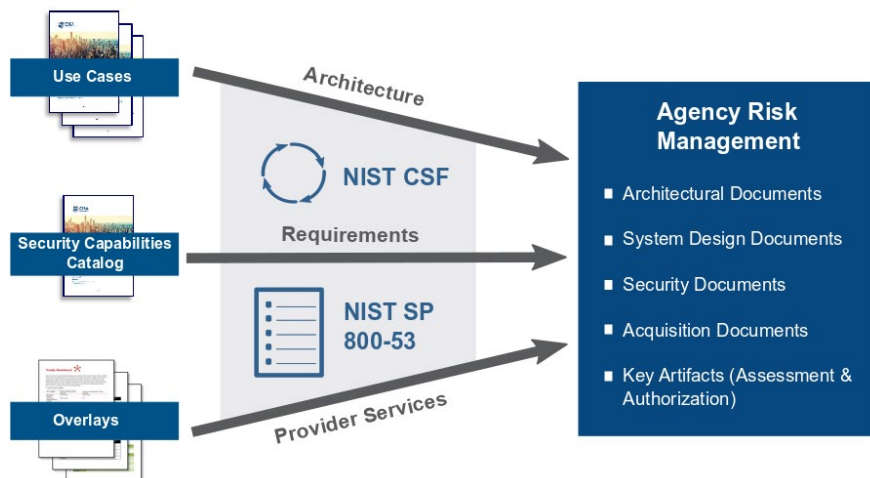 Use Cases
Architecture
Agency Risk
Management
NIST CSF
Architectural Documents
CISA
Security Capabilities
Catalog
Requirements
System Design Documents
Security Documents
NIST SP
800-53
Acquisition Documents
Key Artifacts (Assessment &
Authorization)
Overlays
Provider Services